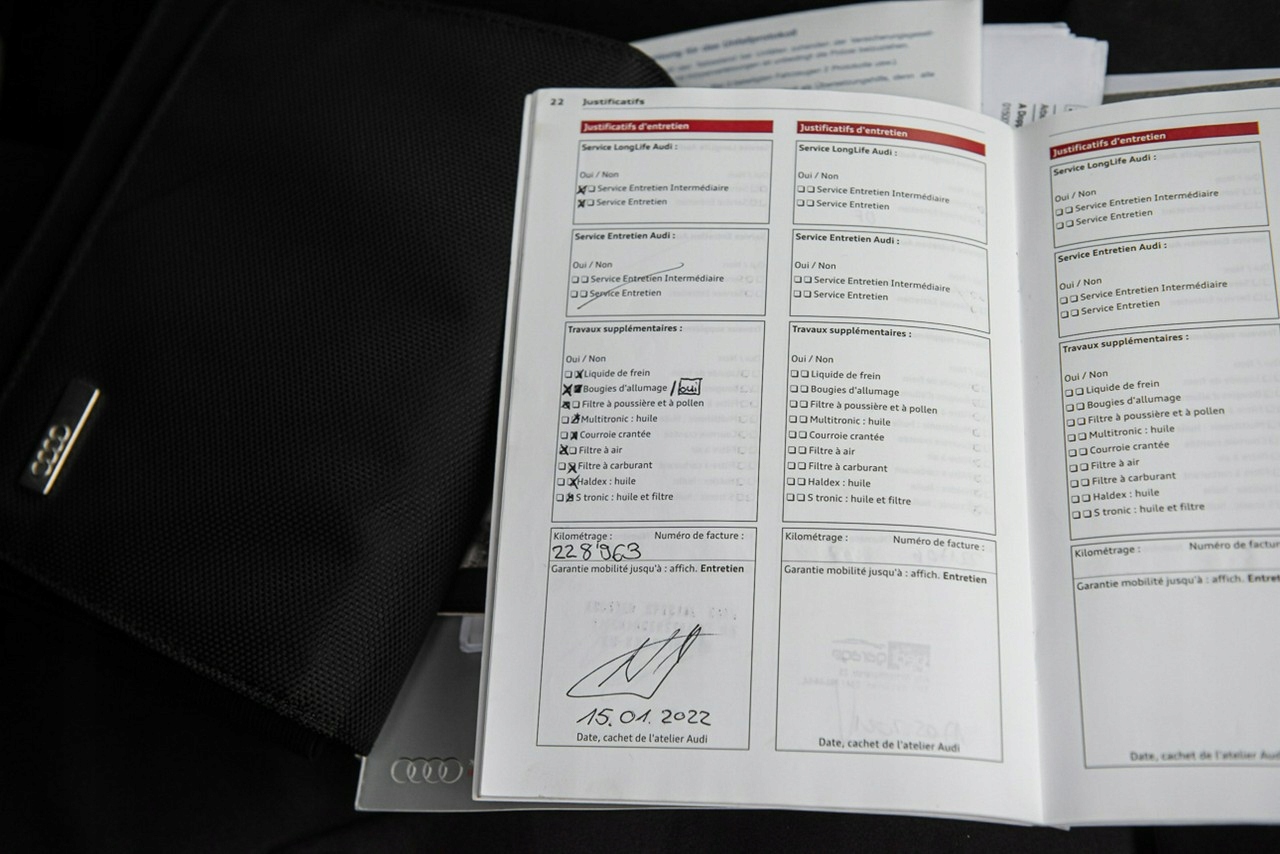 22 Justificatifs
Justificatifs d'entretien
Service LongLife Audi :
Oui / Non
Service Entretien Intermédiaire
Service Entretien
Service Entretien Audi :
Oui / Non
Service Entretien Intermédiaire
Service Entretien
Travaux supplémentaires :
Oui / Non
Liquide de frein
Bougies d'allumage / oui
Filtre à poussière et à pollen
Multitronic : huile
Courroie crantée
Filtre à air
Filtre à carburant
Haldex : huile
S tronic : huile et filtre
Kilométrage : Numéro de facture :
228'963
Garantie mobilité jusqu'à : affich. Entretien
15.01.2022
Date, cachet de l'atelier Audi
Justificatifs d'entretien
Service LongLife Audi :
Oui / Non
Service Entretien Intermédiaire
Service Entretien
Service Entretien Audi :
Oui / Non
Service Entretien Intermédiaire
Service Entretien
Travaux supplémentaires :
Oui / Non
Liquide de frein
Bougies d'allumage
Filtre à poussière et à pollen
Multitronic : huile
Courroie crantée
Filtre à air
Filtre à carburant
Haldex : huile
S tronic : huile et filtre
Kilométrage : Numéro de facture :
Garantie mobilité jusqu'à : affich. Entretien
Date, cachet de l'atelier Audi
Justificatifs d'entretien
Service LongLife Audi :
Oui / Non
Service Entretien Intermédiaire
Service Entretien
Service Entretien Audi :
Oui / Non
Service Entretien Intermédiaire
Service Entretien
Travaux supplémentaires :
Oui / Non
Liquide de frein
Bougies d'allumage
Filtre à poussière et à pollen
Multitronic : huile
Courroie crantée
Filtre à air
Filtre à carburant
Haldex : huile
S tronic : huile et filtre
Kilométrage : Numéro de factur
Garantie mobilité jusqu'à : affich. Entret
Date, cachet de l'atelier Aud